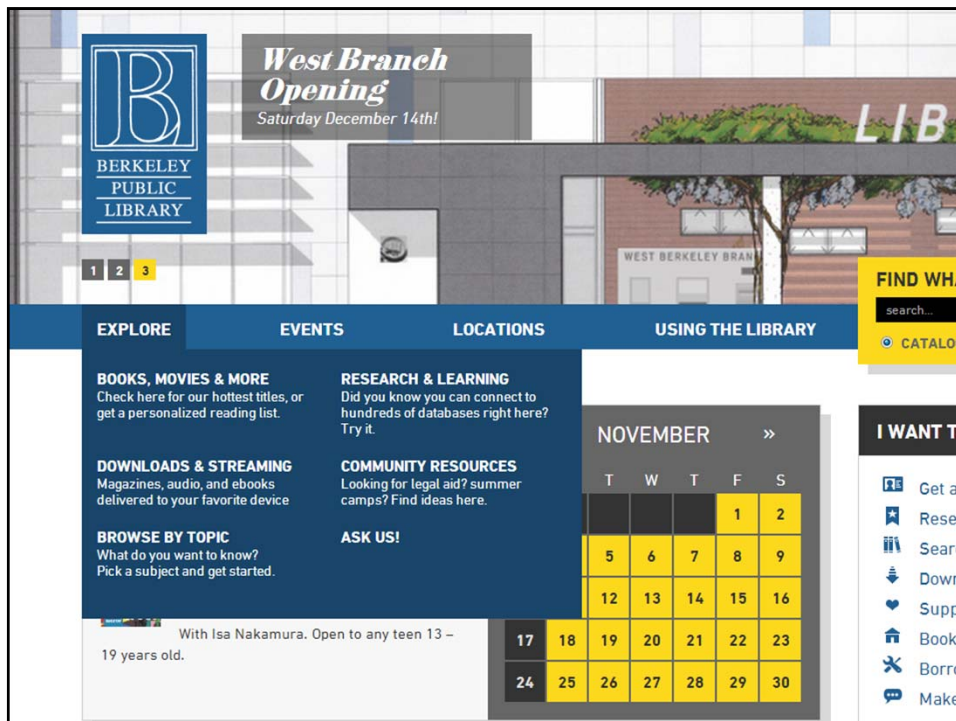 West Branch
Opening
Saturday December 14th!
B
BERKELEY
PUBLIC
LIBRARY
LIB
WEST BERKELEY BRAN
1 2 3
FIND WHA
search...
CATALO
EXPLORE EVENTS LOCATIONS USING THE LIBRARY
BOOKS, MOVIES & MORE
Check here for our hottest titles, or
get a personalized reading list.
RESEARCH & LEARNING
Did you know you can connect to
hundreds of databases right here?
Try it.
DOWNLOADS & STREAMING
Magazines, audio, and ebooks
delivered to your favorite device
COMMUNITY RESOURCES
Looking for legal aid? summer
camps? Find ideas here.
BROWSE BY TOPIC
What do you want to know?
Pick a subject and get started.
ASK US!
With Isa Nakamura. Open to any teen 13 –
19 years old.
NOVEMBER »
T W T F S
1 2
5 6 7 8 9
12 13 14 15 16
17 18 19 20 21 22 23
24 25 26 27 28 29 30
I WANT T
Get a
Rese
Sear
Down
Supp
Book
Borro
Make